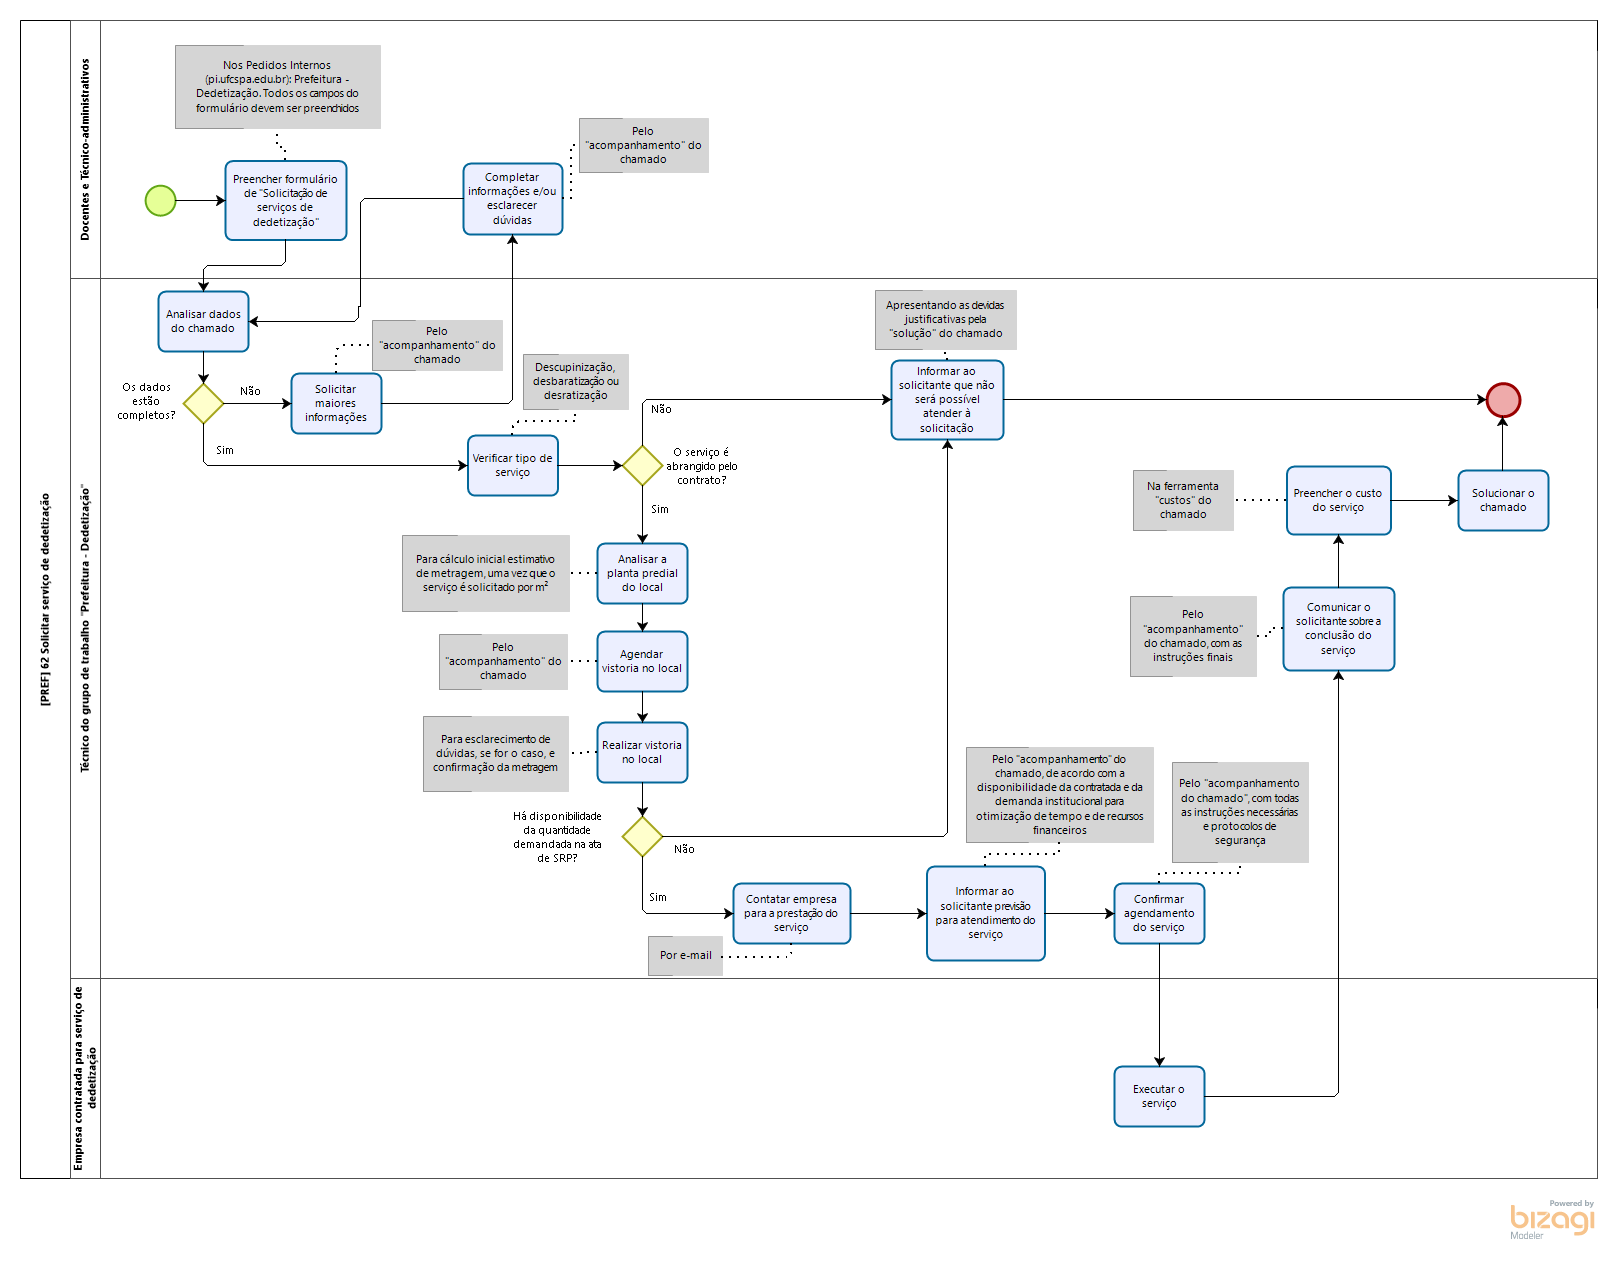 [PREF] 62 Solicitar serviço de dedetização
Docentes e Técnico-administrativos
Nos Pedidos Internos
(pi.ufcspa.edu.br): Prefeitura -
Dedetização. Todos os campos do
formulário devem ser preenchidos
Preencher formulário
de "Solicitação de
serviços de
dedetização"
Completar
informações e/ou
esclarecer
dúvidas
Pelo
"acompanhamento" do
chamado
Técnico do grupo de trabalho "Prefeitura - Dedetização"
Analisar dados
do chamado
Os dados
estão
completos?
Não
Sim
Solicitar
maiores
informações
Pelo
"acompanhamento" do
chamado
Verificar tipo de
serviço
Descupinização,
desbaratização ou
desratização
O serviço é
abrangido pelo
contrato?
Não
Sim
Apresentando as devidas
justificativas pela
"solução" do chamado
Informar ao
solicitante que não
será possível
atender à
solicitação
Analisar a
planta predial
do local
Para cálculo inicial estimativo
de metragem, uma vez que o
serviço é solicitado por m²
Agendar
vistoria no local
Pelo
"acompanhamento" do
chamado
Realizar vistoria
no local
Para esclarecimento de
dúvidas, se for o caso, e
confirmação da metragem
Há disponibilidade
da quantidade
demandada na ata
de SRP?
Não
Sim
Contatar empresa
para a prestação do
serviço
Por e-mail
Informar ao
solicitante previsão
para atendimento do
serviço
Pelo "acompanhamento" do
chamado, de acordo com a
disponibilidade da contratada e da
demanda institucional para
otimização de tempo e de recursos
financeiros
Confirmar
agendamento
do serviço
Pelo "acompanhamento
do chamado", com todas
as instruções necessárias
e protocolos de
segurança
Comunicar o
solicitante sobre a
conclusão do
serviço
Pelo
"acompanhamento"
do chamado, com as
instruções finais
Preencher o custo
do serviço
Na ferramenta
"custos" do
chamado
Solucionar o
chamado
Empresa contratada para serviço de
dedetização
Executar o
serviço
Powered by
bizagi
Modeler